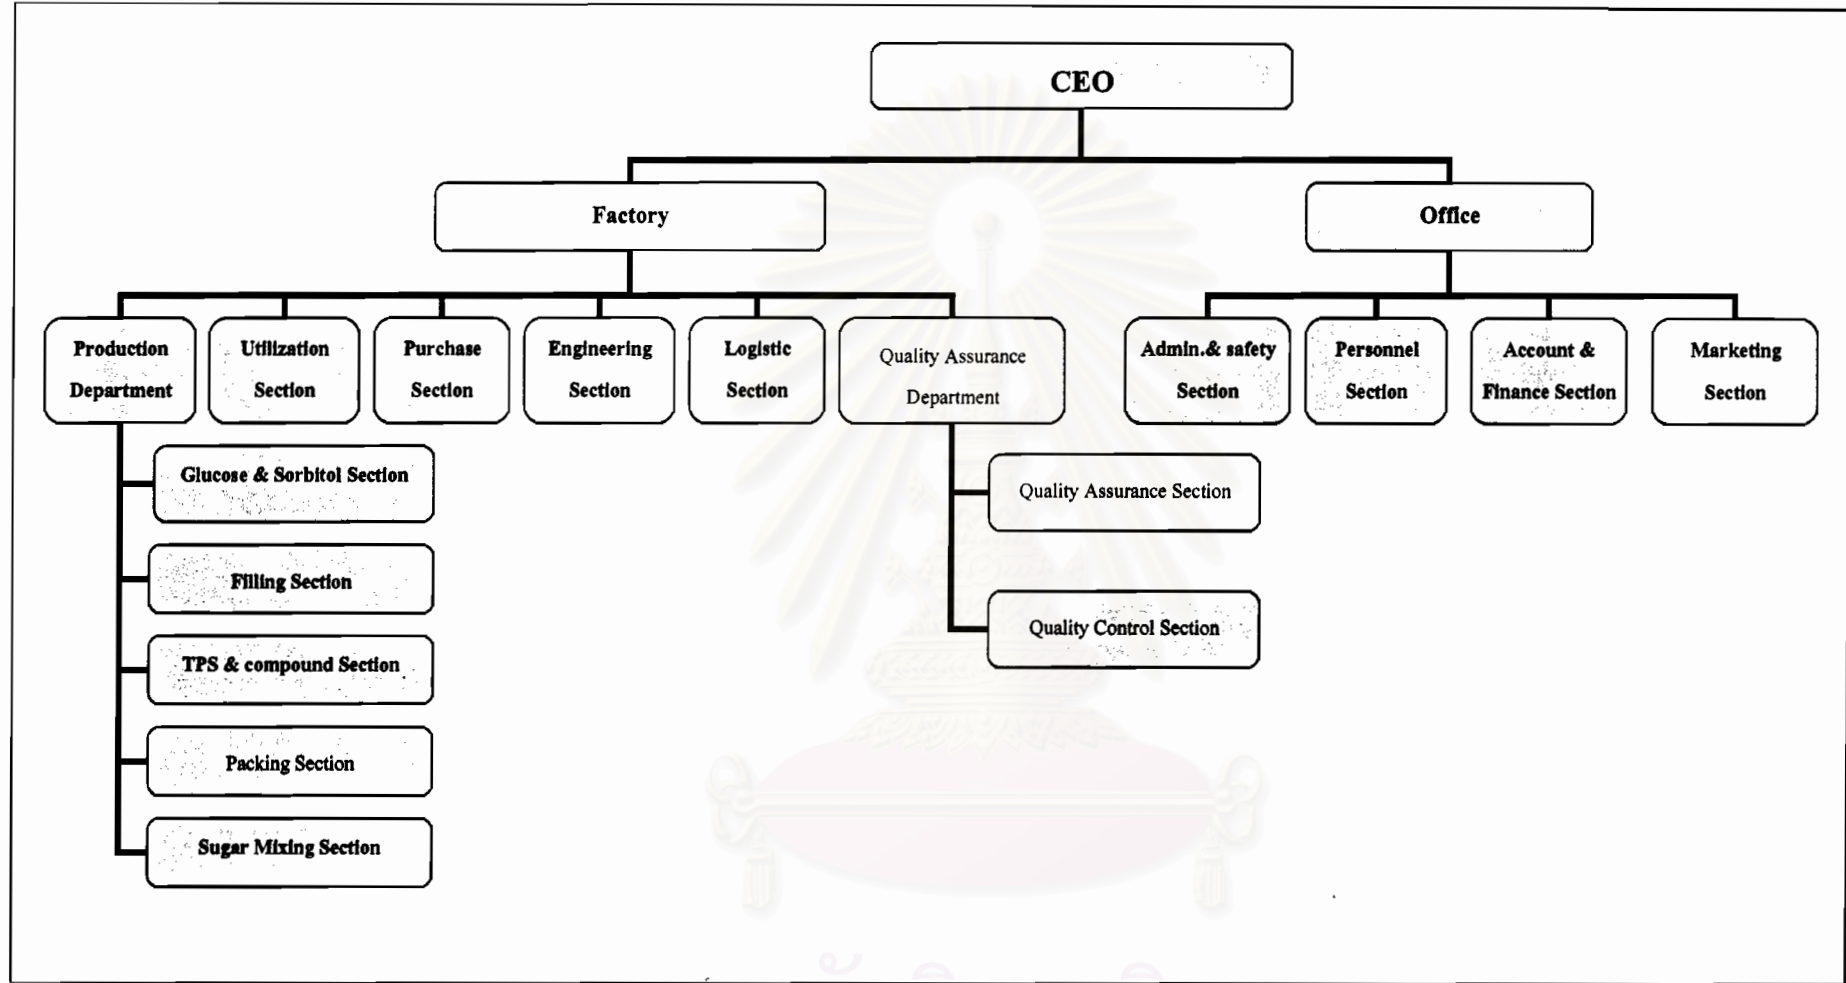 CEO
Factory
Office
Production
Department
Utilization
Section
Purchase
Section
Engineering
Section
Logistic
Section
Quality Assurance
Department
Admin.& safety
Section
Personnel
Section
Account &
Finance Section
Marketing
Section
Glucose & Sorbitol Section
Filling Section
TPS & compound Section
Packing Section
Sugar Mixing Section
Quality Assurance Section
Quality Control Section